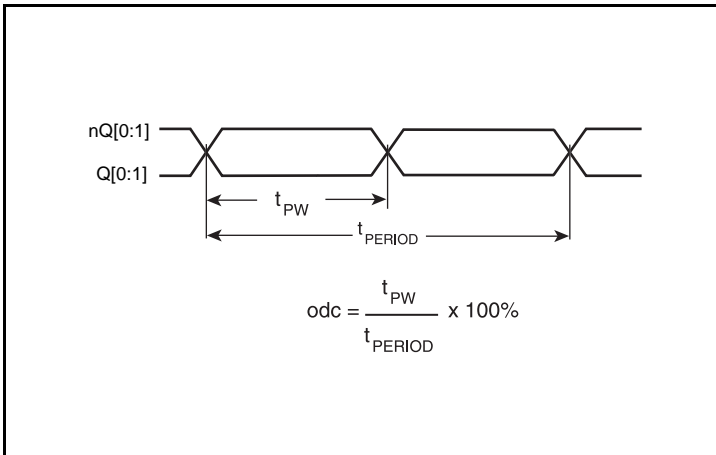 nQ[0:1]
Q[0:1]
tPW
tPERIOD
odc = tPW / tPERIOD x 100%